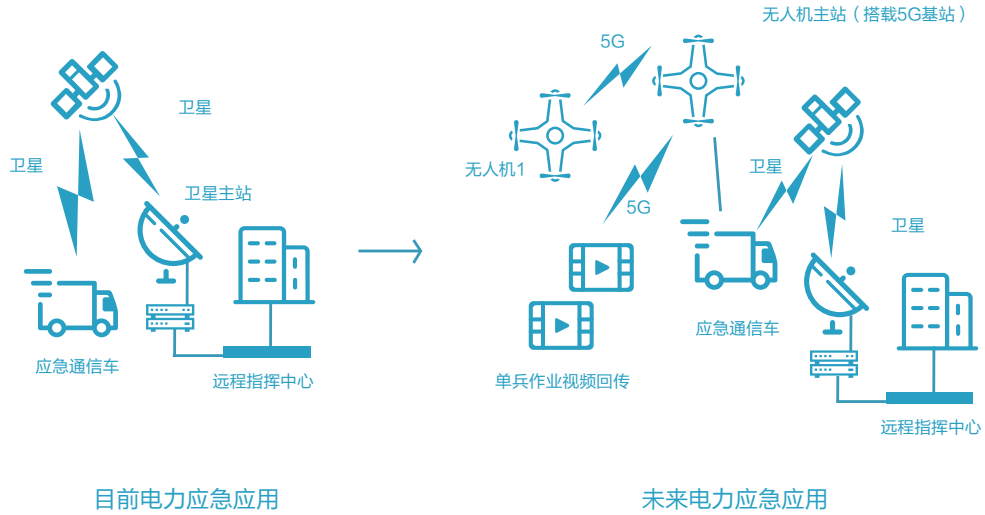 卫星
卫星
卫星主站
应急通信车
远程指挥中心
目前电力应急应用
无人机主站（搭载5G基站）
5G
无人机1
5G
卫星
卫星
应急通信车
单兵作业视频回传
远程指挥中心
未来电力应急应用